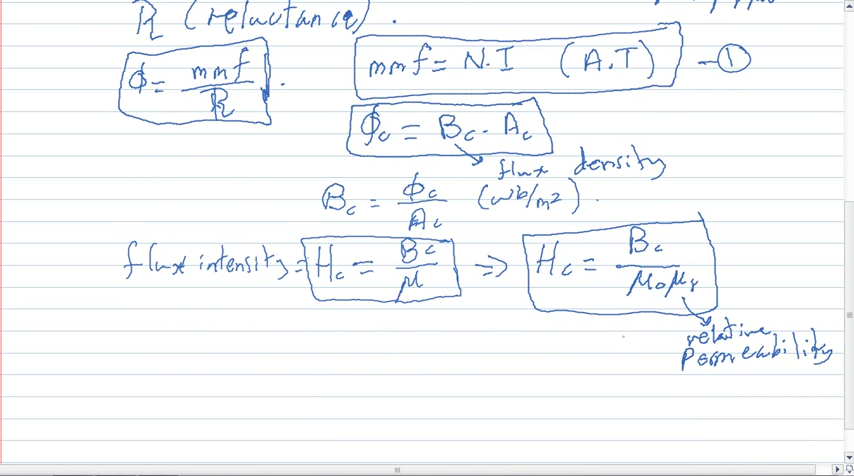 R (reluctance).
ϕ = mmf / R . mmf = N.I (A.T) — ①
ϕc = Bc . Ac
flux density
Bc = ϕc / Ac (wb/m²) .
flux intensity = Hc = Bc / μ ⇒ Hc = Bc / μ0μr
relative
Permeability